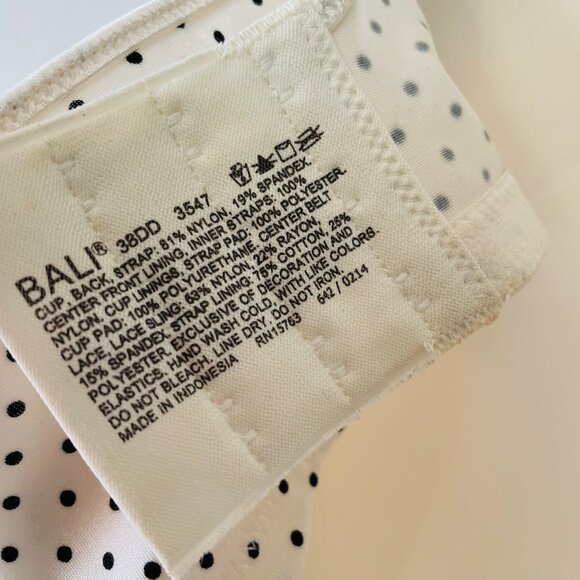 BALI® 38DD 3547
CUP, BACK, STRAP: 81% NYLON, 19% SPANDEX
CENTER FRONT LINING, INNER STRAPS: 100%
NYLON. CUP LININGS, STRAP PAD: 100% POLYESTER.
CUP PAD: 100% POLYURETHANE. CENTER BELT
LACE, LACE SLING: 63% NYLON, 22% RAYON,
15% SPANDEX. STRAP LINING: 75% COTTON, 25%
POLYESTER. EXCLUSIVE OF DECORATION AND
ELASTICS. HAND WASH COLD, WITH LIKE COLORS.
DO NOT BLEACH. LINE DRY. DO NOT IRON.
MADE IN INDONESIA RN15763 642 / 0214